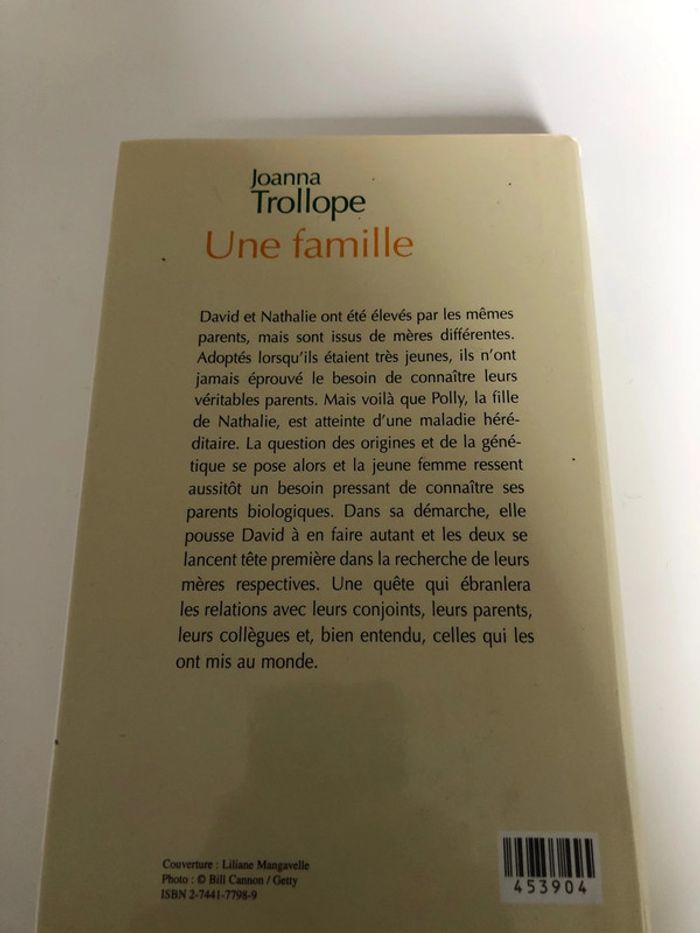 Joanna
Trollope
Une famille
David et Nathalie ont été élevés par les mêmes
parents, mais sont issus de mères différentes.
Adoptés lorsqu'ils étaient très jeunes, ils n'ont
jamais éprouvé le besoin de connaître leurs
véritables parents. Mais voilà que Polly, la fille
de Nathalie, est atteinte d'une maladie héré-
ditaire. La question des origines et de la géné-
tique se pose alors et la jeune femme ressent
aussitôt un besoin pressant de connaître ses
parents biologiques. Dans sa démarche, elle
pousse David à en faire autant et les deux se
lancent tête première dans la recherche de leurs
mères respectives. Une quête qui ébranlera
les relations avec leurs conjoints, leurs parents,
leurs collègues et, bien entendu, celles qui les
ont mis au monde.
Couverture : Liliane Mangavelle
Photo : © Bill Cannon / Getty
ISBN 2-7441-7798-9
453904